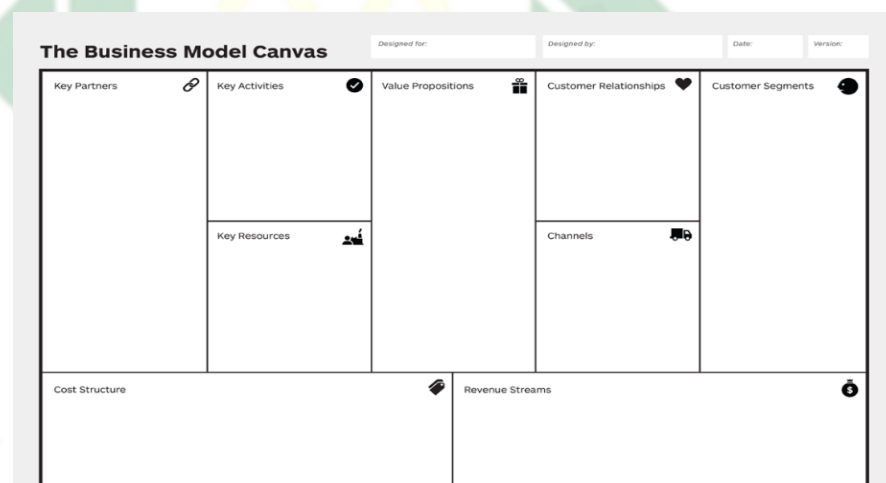 The Business Model Canvas
Designed for:
Designed by:
Date:
Version:
Key Partners
Key Activities
Value Propositions
Customer Relationships
Customer Segments
Key Resources
Channels
Cost Structure
Revenue Streams
$